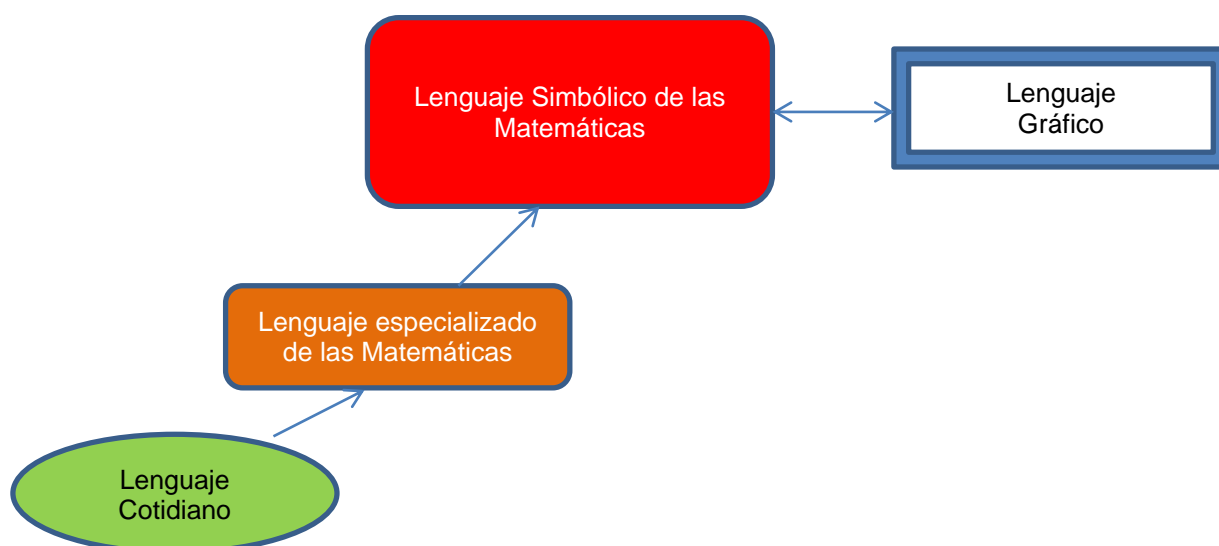 Lenguaje Simbólico de las
Matemáticas
Lenguaje
Gráfico
Lenguaje especializado
de las Matemáticas
Lenguaje
Cotidiano